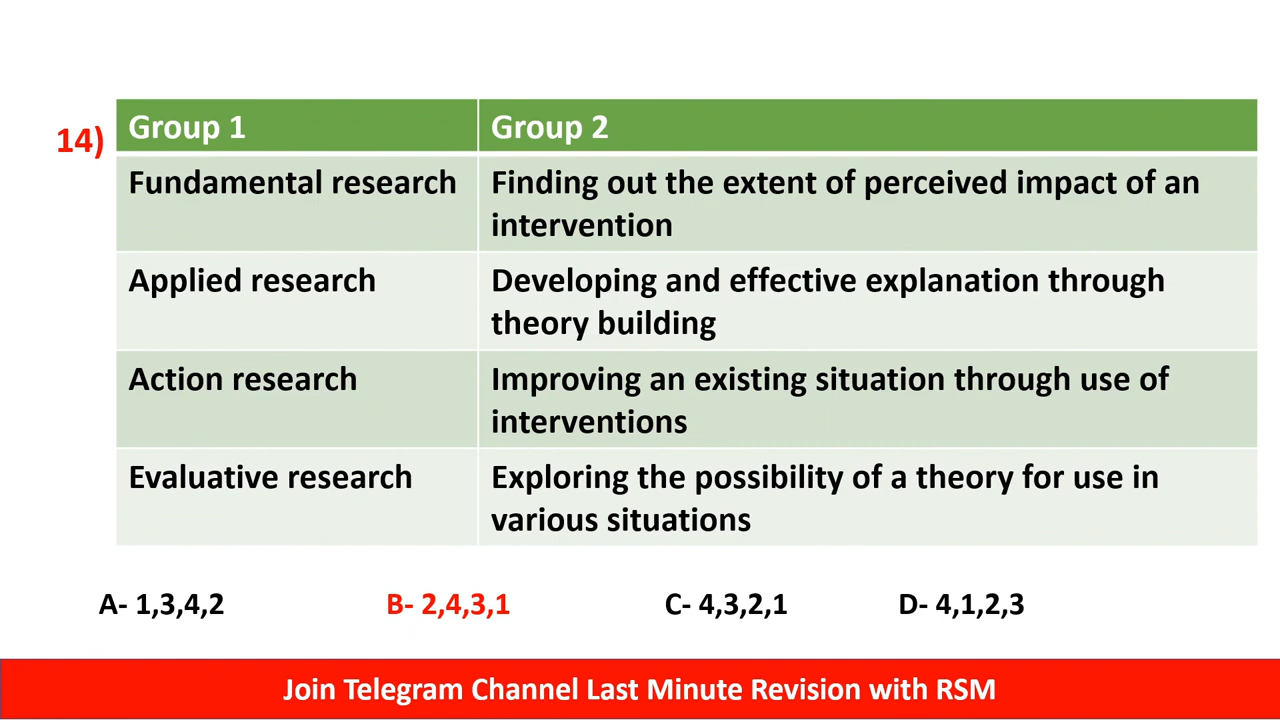 14)
Group 1 Group 2
Fundamental research Finding out the extent of perceived impact of an
intervention
Applied research Developing and effective explanation through
theory building
Action research Improving an existing situation through use of
interventions
Evaluative research Exploring the possibility of a theory for use in
various situations
A- 1,3,4,2 B- 2,4,3,1 C- 4,3,2,1 D- 4,1,2,3
Join Telegram Channel Last Minute Revision with RSM